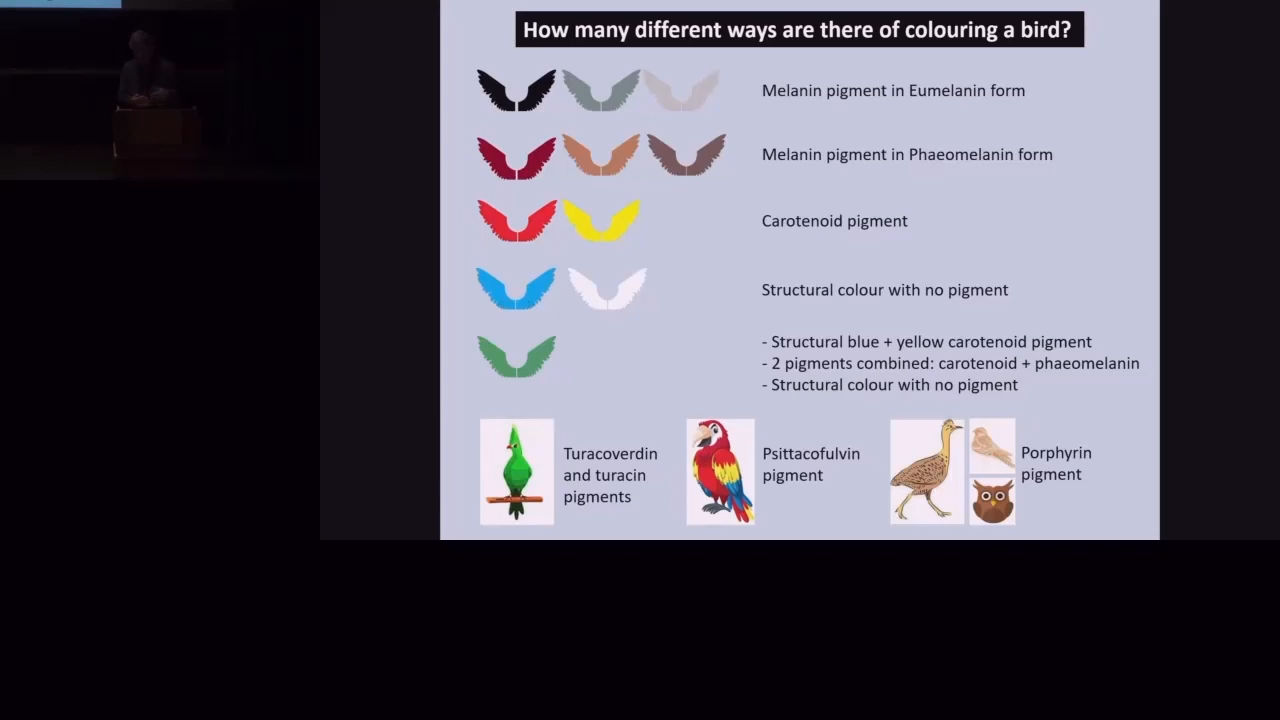 How many different ways are there of colouring a bird?
Melanin pigment in Eumelanin form
Melanin pigment in Phaeomelanin form
Carotenoid pigment
Structural colour with no pigment
- Structural blue + yellow carotenoid pigment
- 2 pigments combined: carotenoid + phaeomelanin
- Structural colour with no pigment
Turacoverdin
and turacin
pigments
Psittacofulvin
pigment
Porphyrin
pigment